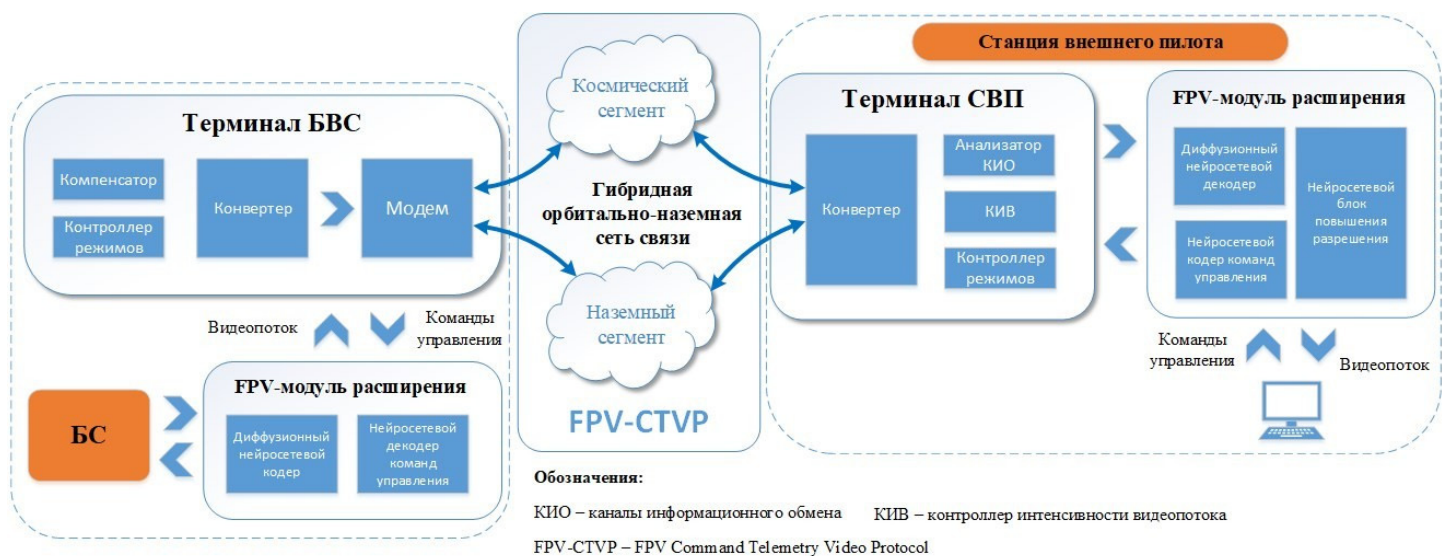 Терминал БВС
Компенсатор
Контроллер
режимов
Конвертер
Модем
Видеопоток
Команды
управления
БС
FPV-модуль расширения
Диффузионный
нейросетевой
кодер
Нейросетевой
декодер
команд
управления
Космический
сегмент
Гибридная
орбитально-наземная
сеть связи
Наземный
сегмент
FPV-CTVP
Станция внешнего пилота
Терминал СВП
Конвертер
Анализатор
КИО
КИВ
Контроллер
режимов
FPV-модуль расширения
Диффузионный
нейросетевой
декодер
Нейросетевой
кодер команд
управления
Нейросетевой
блок
повышения
разрешения
Команды
управления
Видеопоток
Обозначения:
КИО – каналы информационного обмена КИВ – контроллер интенсивности видеопотока
FPV-CTVP – FPV Command Telemetry Video Protocol